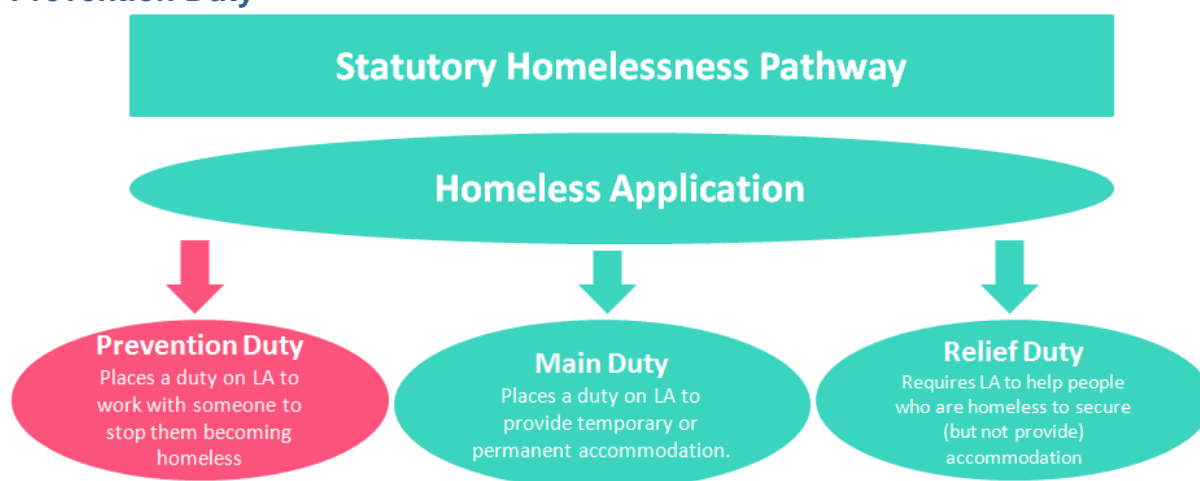 Prevention Duty
Statutory Homelessness Pathway
Homeless Application
Prevention Duty
Places a duty on LA to
work with someone to
stop them becoming
homeless
Main Duty
Places a duty on LA to
provide temporary or
permanent accommodation.
Relief Duty
Requires LA to help people
who are homeless to secure
(but not provide)
accommodation